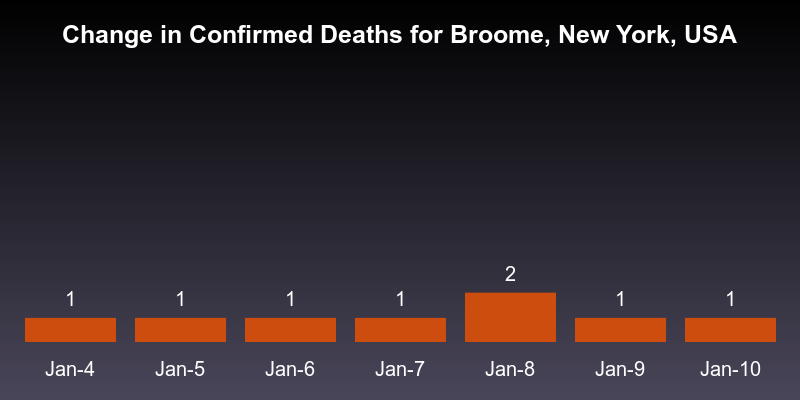 Change in Confirmed Deaths for Broome, New York, USA
2
1 1 1 1 1 1
Jan-4 Jan-5 Jan-6 Jan-7 Jan-8 Jan-9 Jan-10